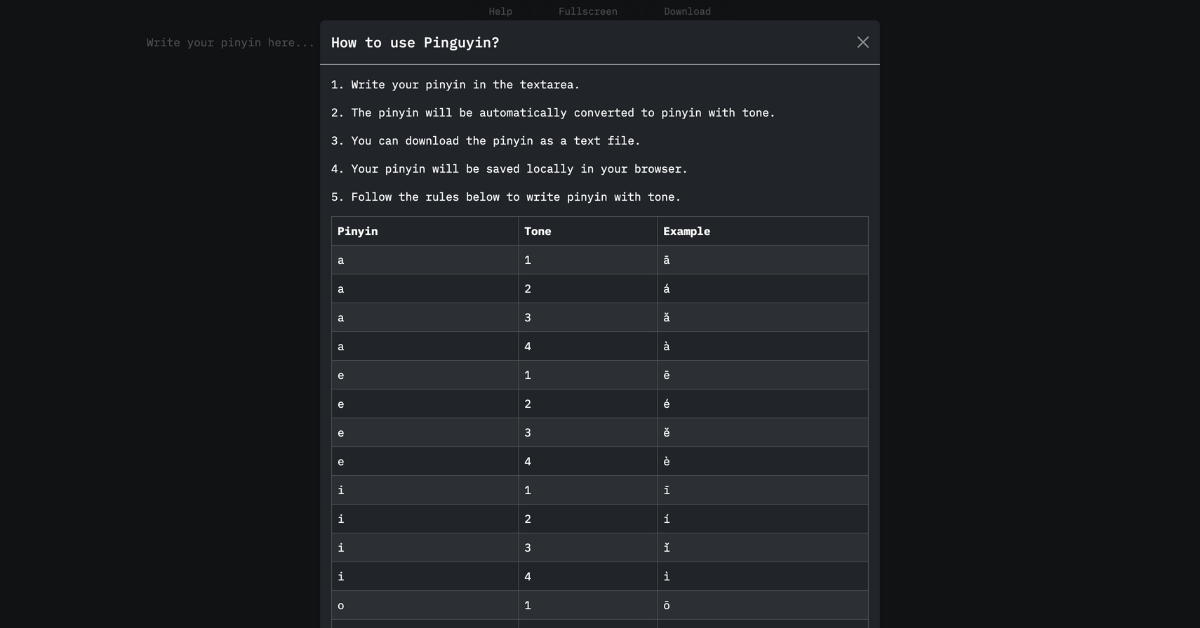 Help Fullscreen Download
Write your pinyin here...
How to use Pinguyin?
1. Write your pinyin in the textarea.
2. The pinyin will be automatically converted to pinyin with tone.
3. You can download the pinyin as a text file.
4. Your pinyin will be saved locally in your browser.
5. Follow the rules below to write pinyin with tone.
Pinyin Tone Example
a 1 ā
a 2 á
a 3 ǎ
a 4 à
e 1 ē
e 2 é
e 3 ě
e 4 è
i 1 ī
i 2 í
i 3 ǐ
i 4 ì
o 1 ō